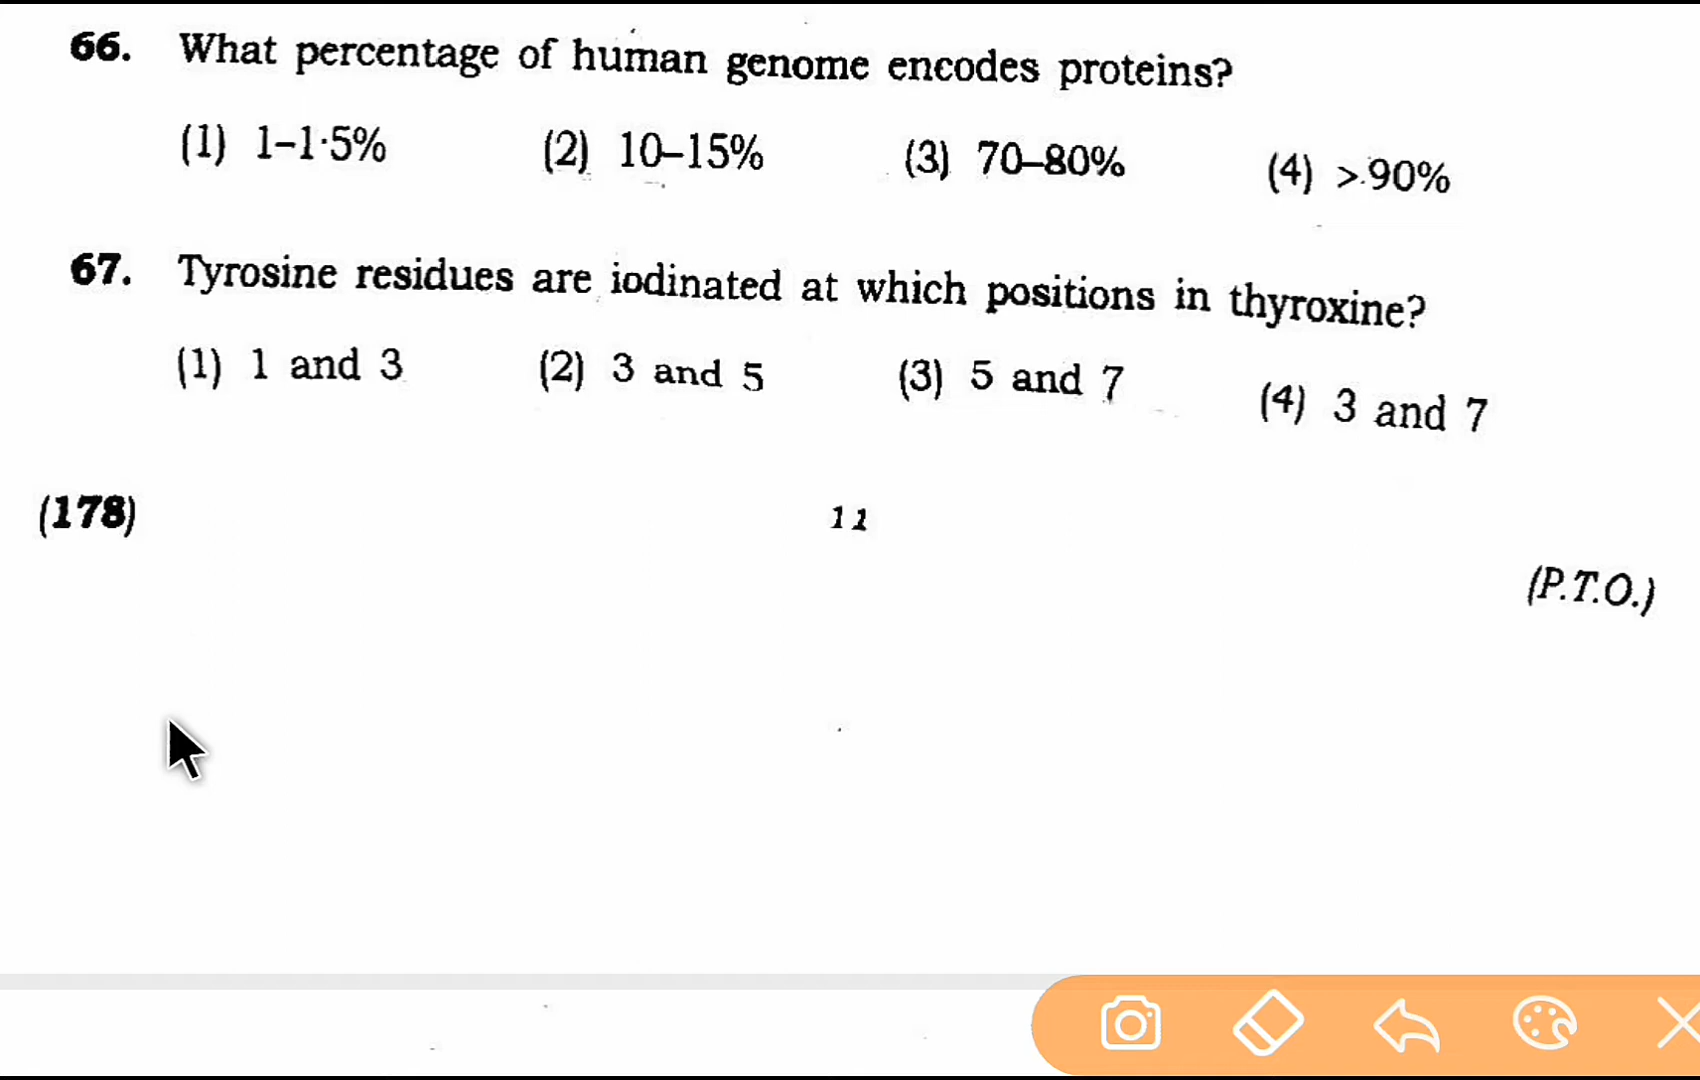 66. What percentage of human genome encodes proteins?
(1) 1–1·5% (2) 10–15% (3) 70–80% (4) > 90%
67. Tyrosine residues are iodinated at which positions in thyroxine?
(1) 1 and 3 (2) 3 and 5 (3) 5 and 7 (4) 3 and 7
(178) 11
(P.T.O.)